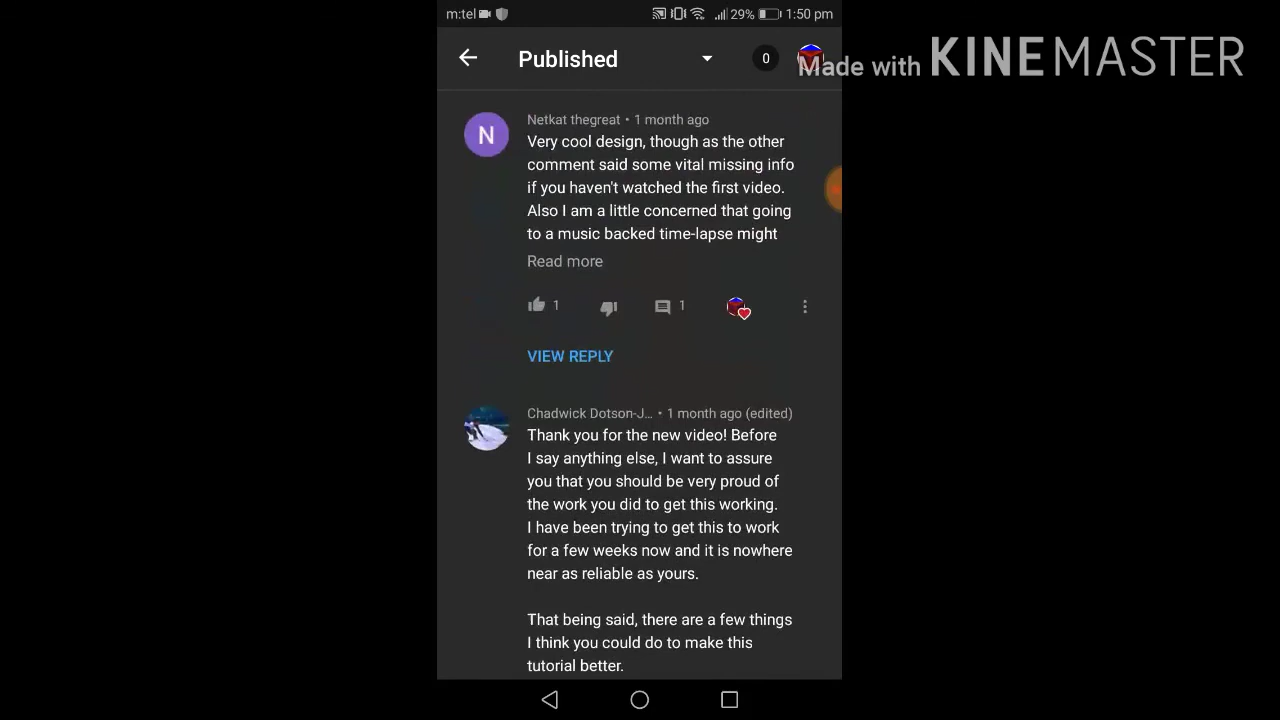 m:tel
29%
1:50 pm
Published
0
Made with KINEMASTER
N
Netkat thegreat • 1 month ago
Very cool design, though as the other
comment said some vital missing info
if you haven't watched the first video.
Also I am a little concerned that going
to a music backed time-lapse might
Read more
1
1
VIEW REPLY
Chadwick Dotson-J... • 1 month ago (edited)
Thank you for the new video! Before
I say anything else, I want to assure
you that you should be very proud of
the work you did to get this working.
I have been trying to get this to work
for a few weeks now and it is nowhere
near as reliable as yours.
That being said, there are a few things
I think you could do to make this
tutorial better.